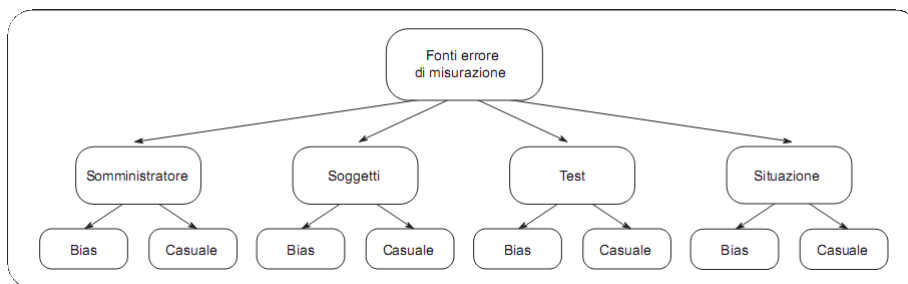 Fonti errore
di misurazione
Somministratore
Soggetti
Test
Situazione
Bias
Casuale
Bias
Casuale
Bias
Casuale
Bias
Casuale